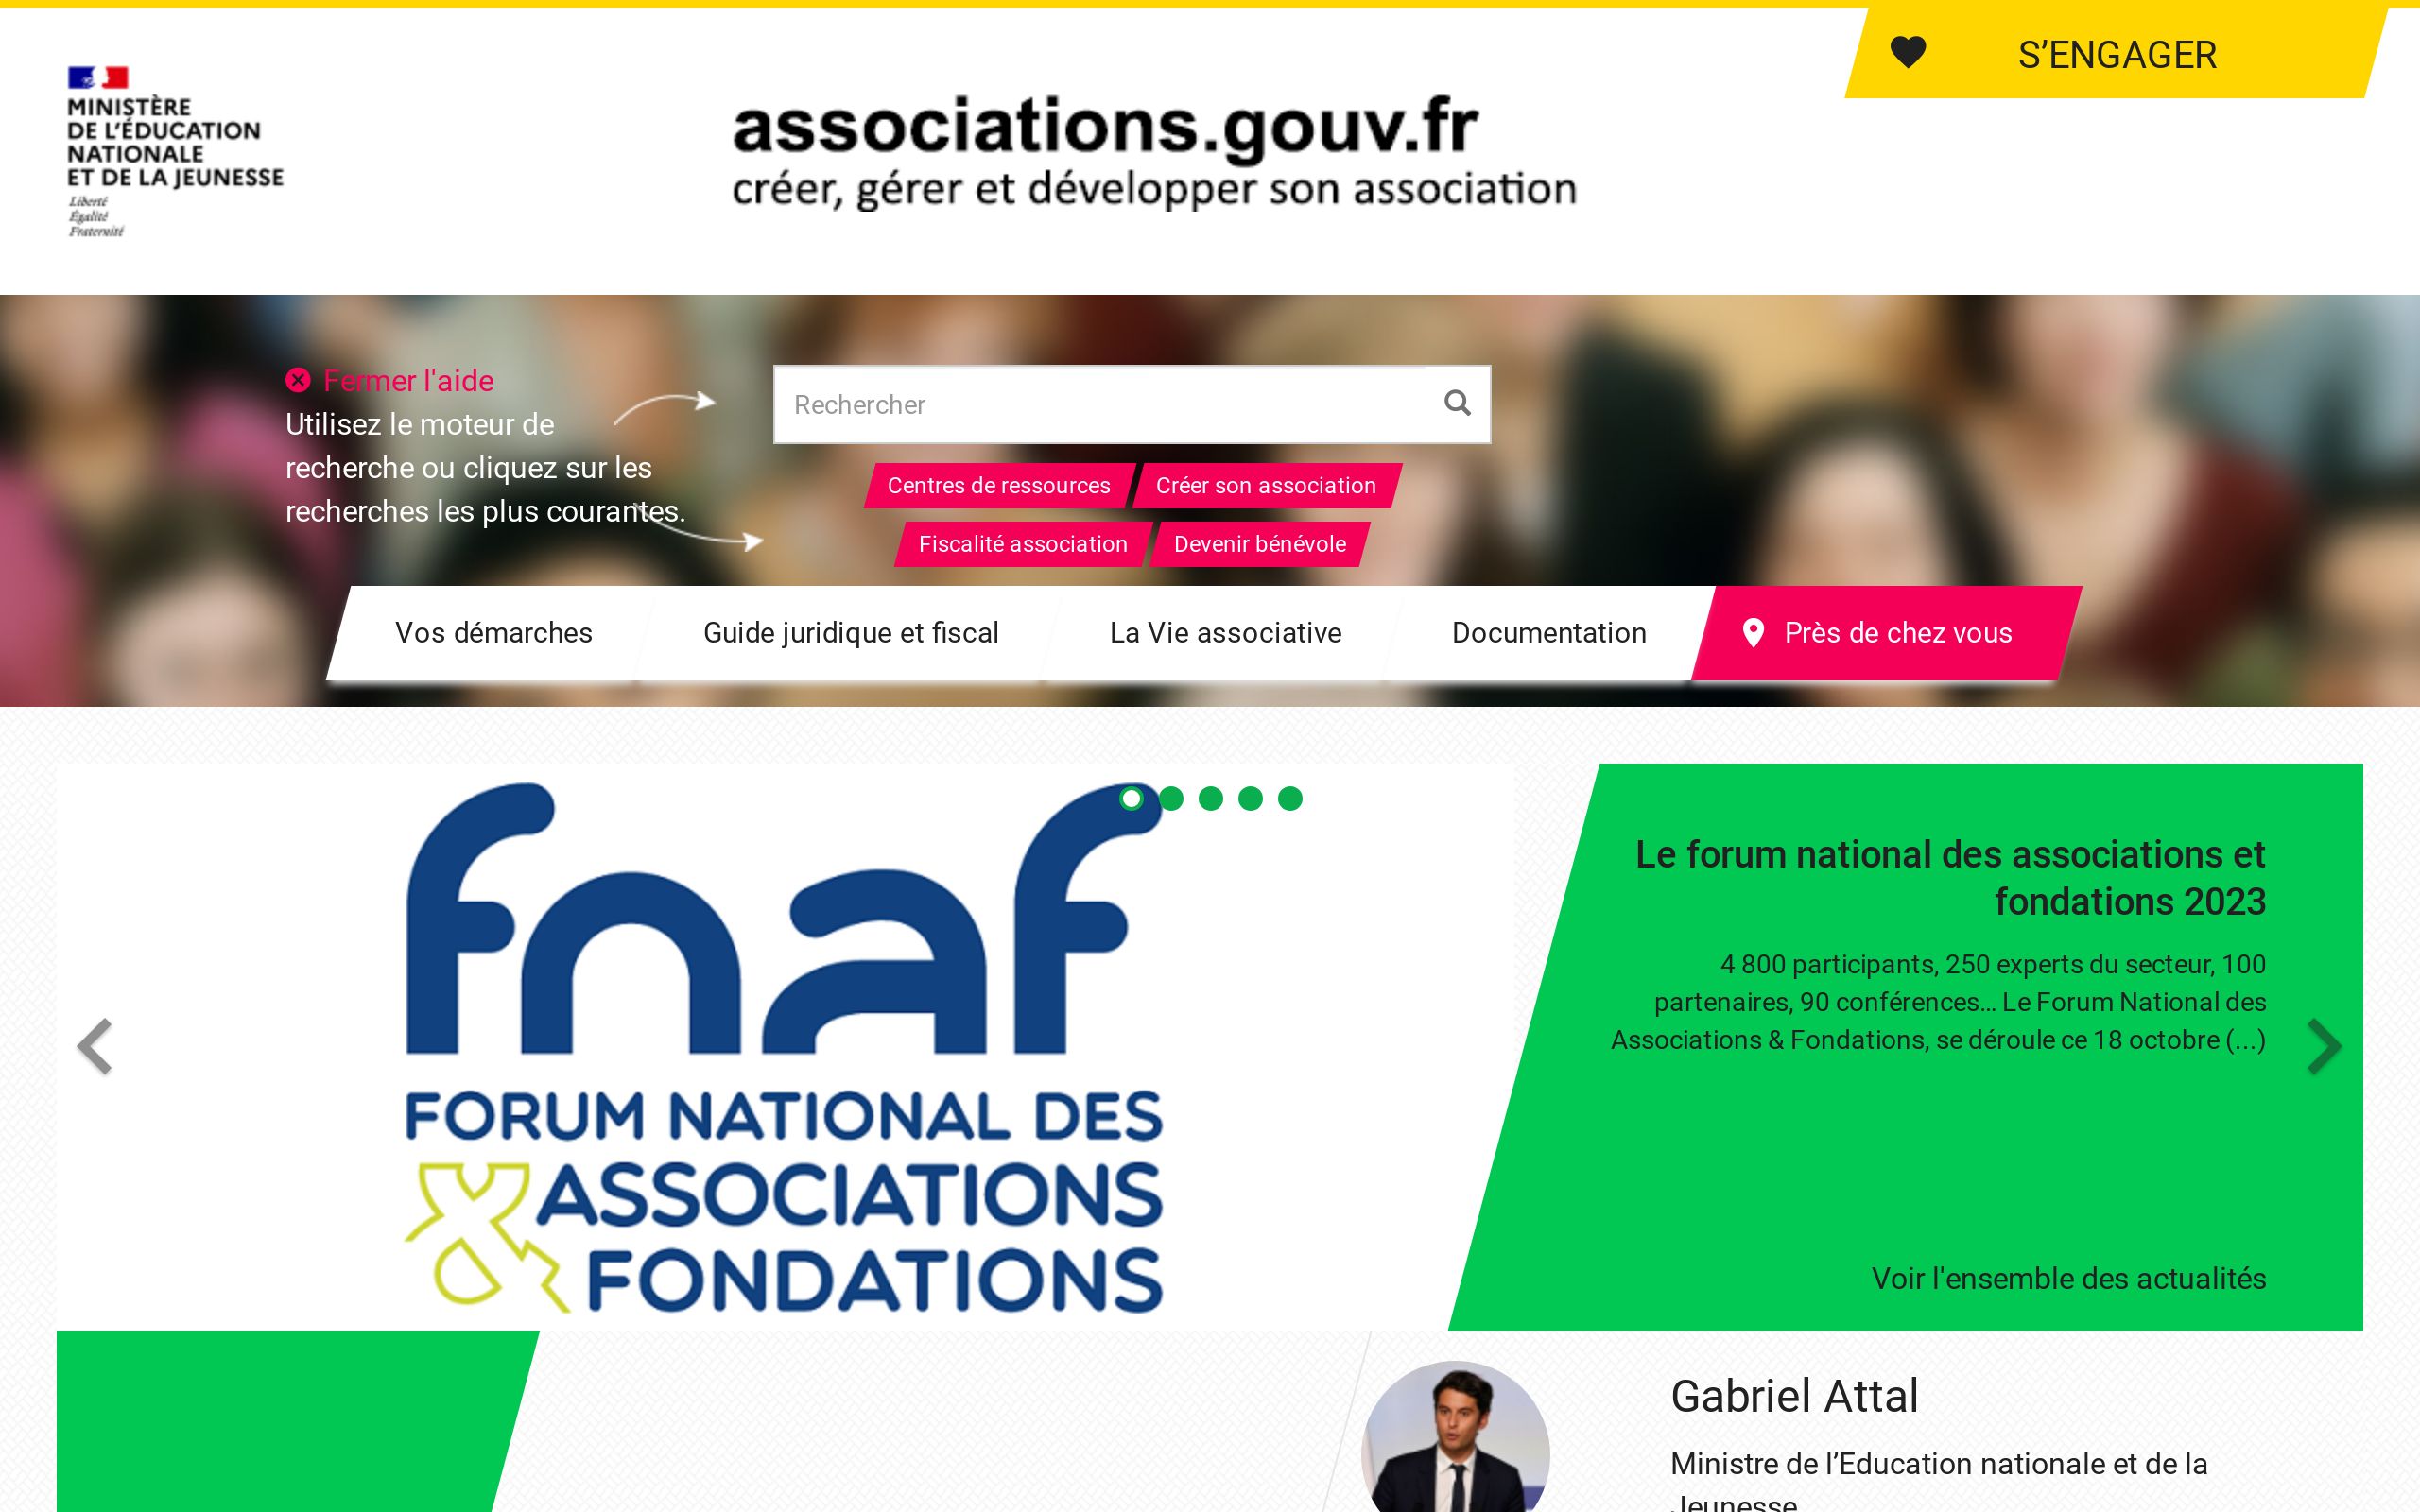 S’ENGAGER
MINISTÈRE
DE L’ÉDUCATION
NATIONALE
ET DE LA JEUNESSE
Liberté
Égalité
Fraternité
associations.gouv.fr
créer, gérer et développer son association
Fermer l'aide
Utilisez le moteur de
recherche ou cliquez sur les
recherches les plus courantes.
Rechercher
Centres de ressources
Créer son association
Fiscalité association
Devenir bénévole
Vos démarches
Guide juridique et fiscal
La Vie associative
Documentation
Près de chez vous
fnaf
FORUM NATIONAL DES
& ASSOCIATIONS
FONDATIONS
Le forum national des associations et
fondations 2023
4 800 participants, 250 experts du secteur, 100
partenaires, 90 conférences… Le Forum National des
Associations & Fondations, se déroule ce 18 octobre (...)
Voir l'ensemble des actualités
Gabriel Attal
Ministre de l’Education nationale et de la
Jeunesse